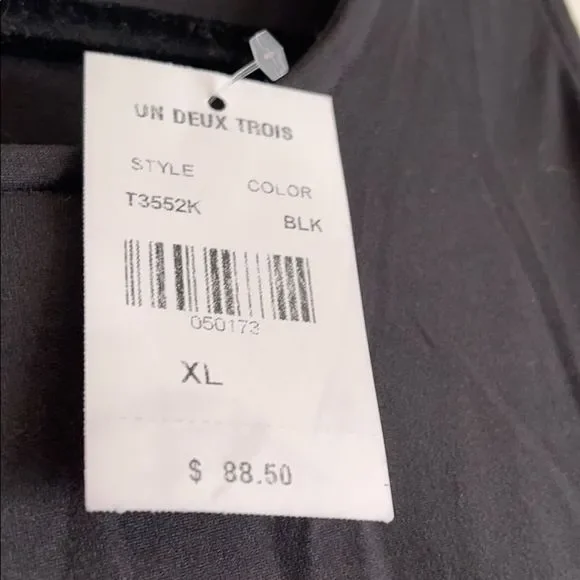 UN DEUX TROIS
STYLE COLOR
T3552K BLK
050173
XL
$ 88.50